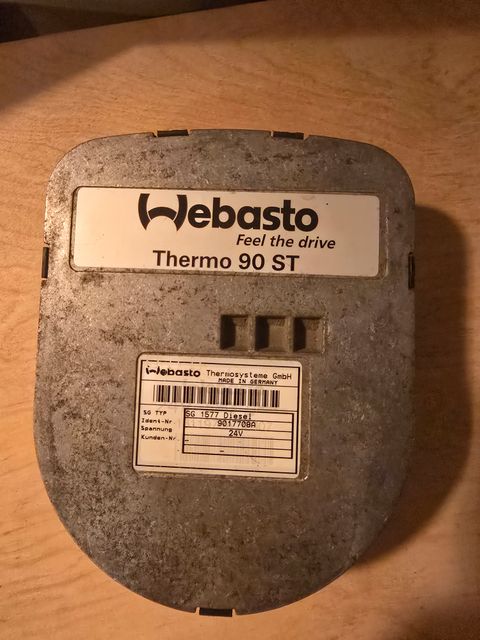 Webasto
Feel the drive
Thermo 90 ST
Webasto Thermosysteme GmbH
MADE IN GERMANY
SG TYP SG 1577 Diesel
Ident-Nr 9017708A
Spannung 24V
Kunden-Nr. -
-